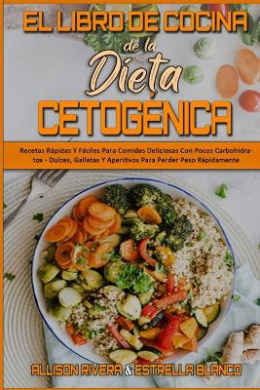 EL LIBRO DE COCINA
de la
Dieta
CETOGÉNICA
Recetas Rápidas Y Fáciles Para Comidas Deliciosas Con Pocos Carbohidra-
tos - Dulces, Galletas Y Aperitivos Para Perder Peso Rápidamente
ALLISON RIVERA & ESTRELLA BLANCO